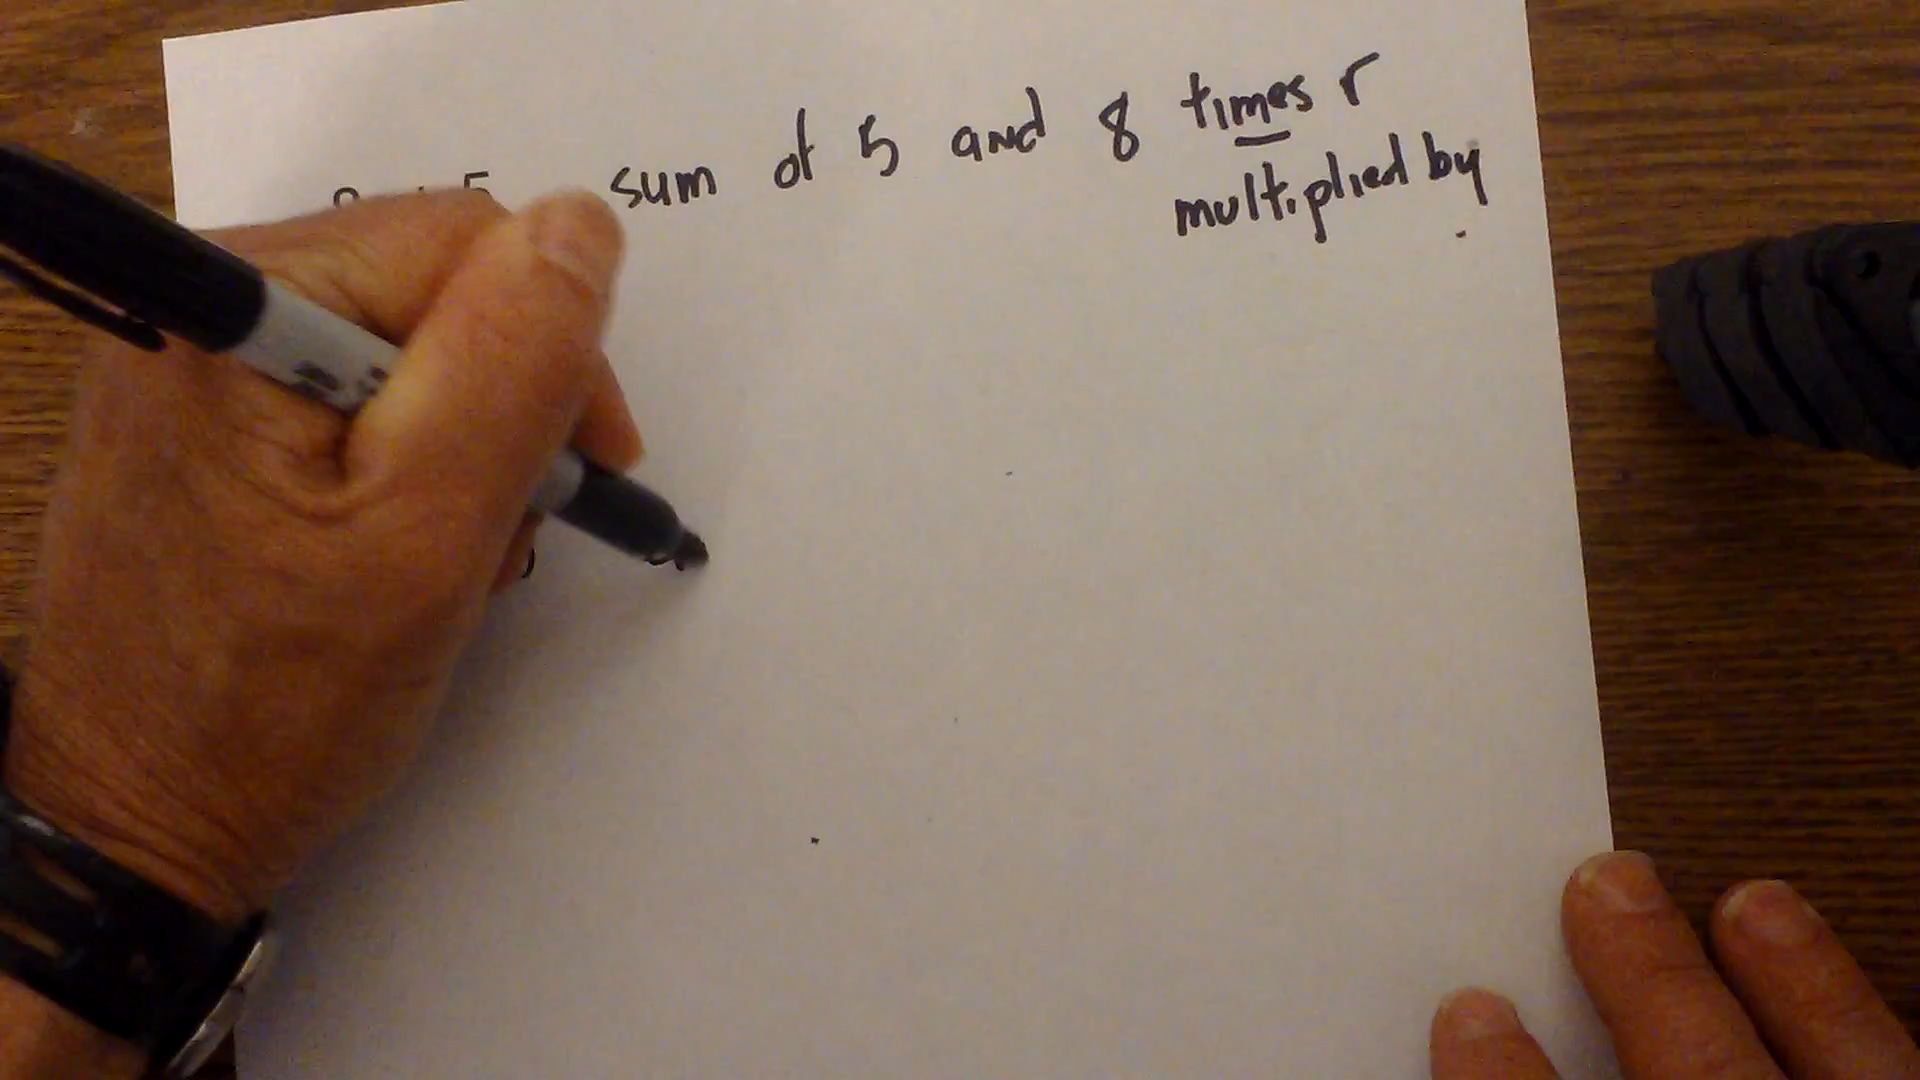 sum of 5 and 8 times r
multiplied by